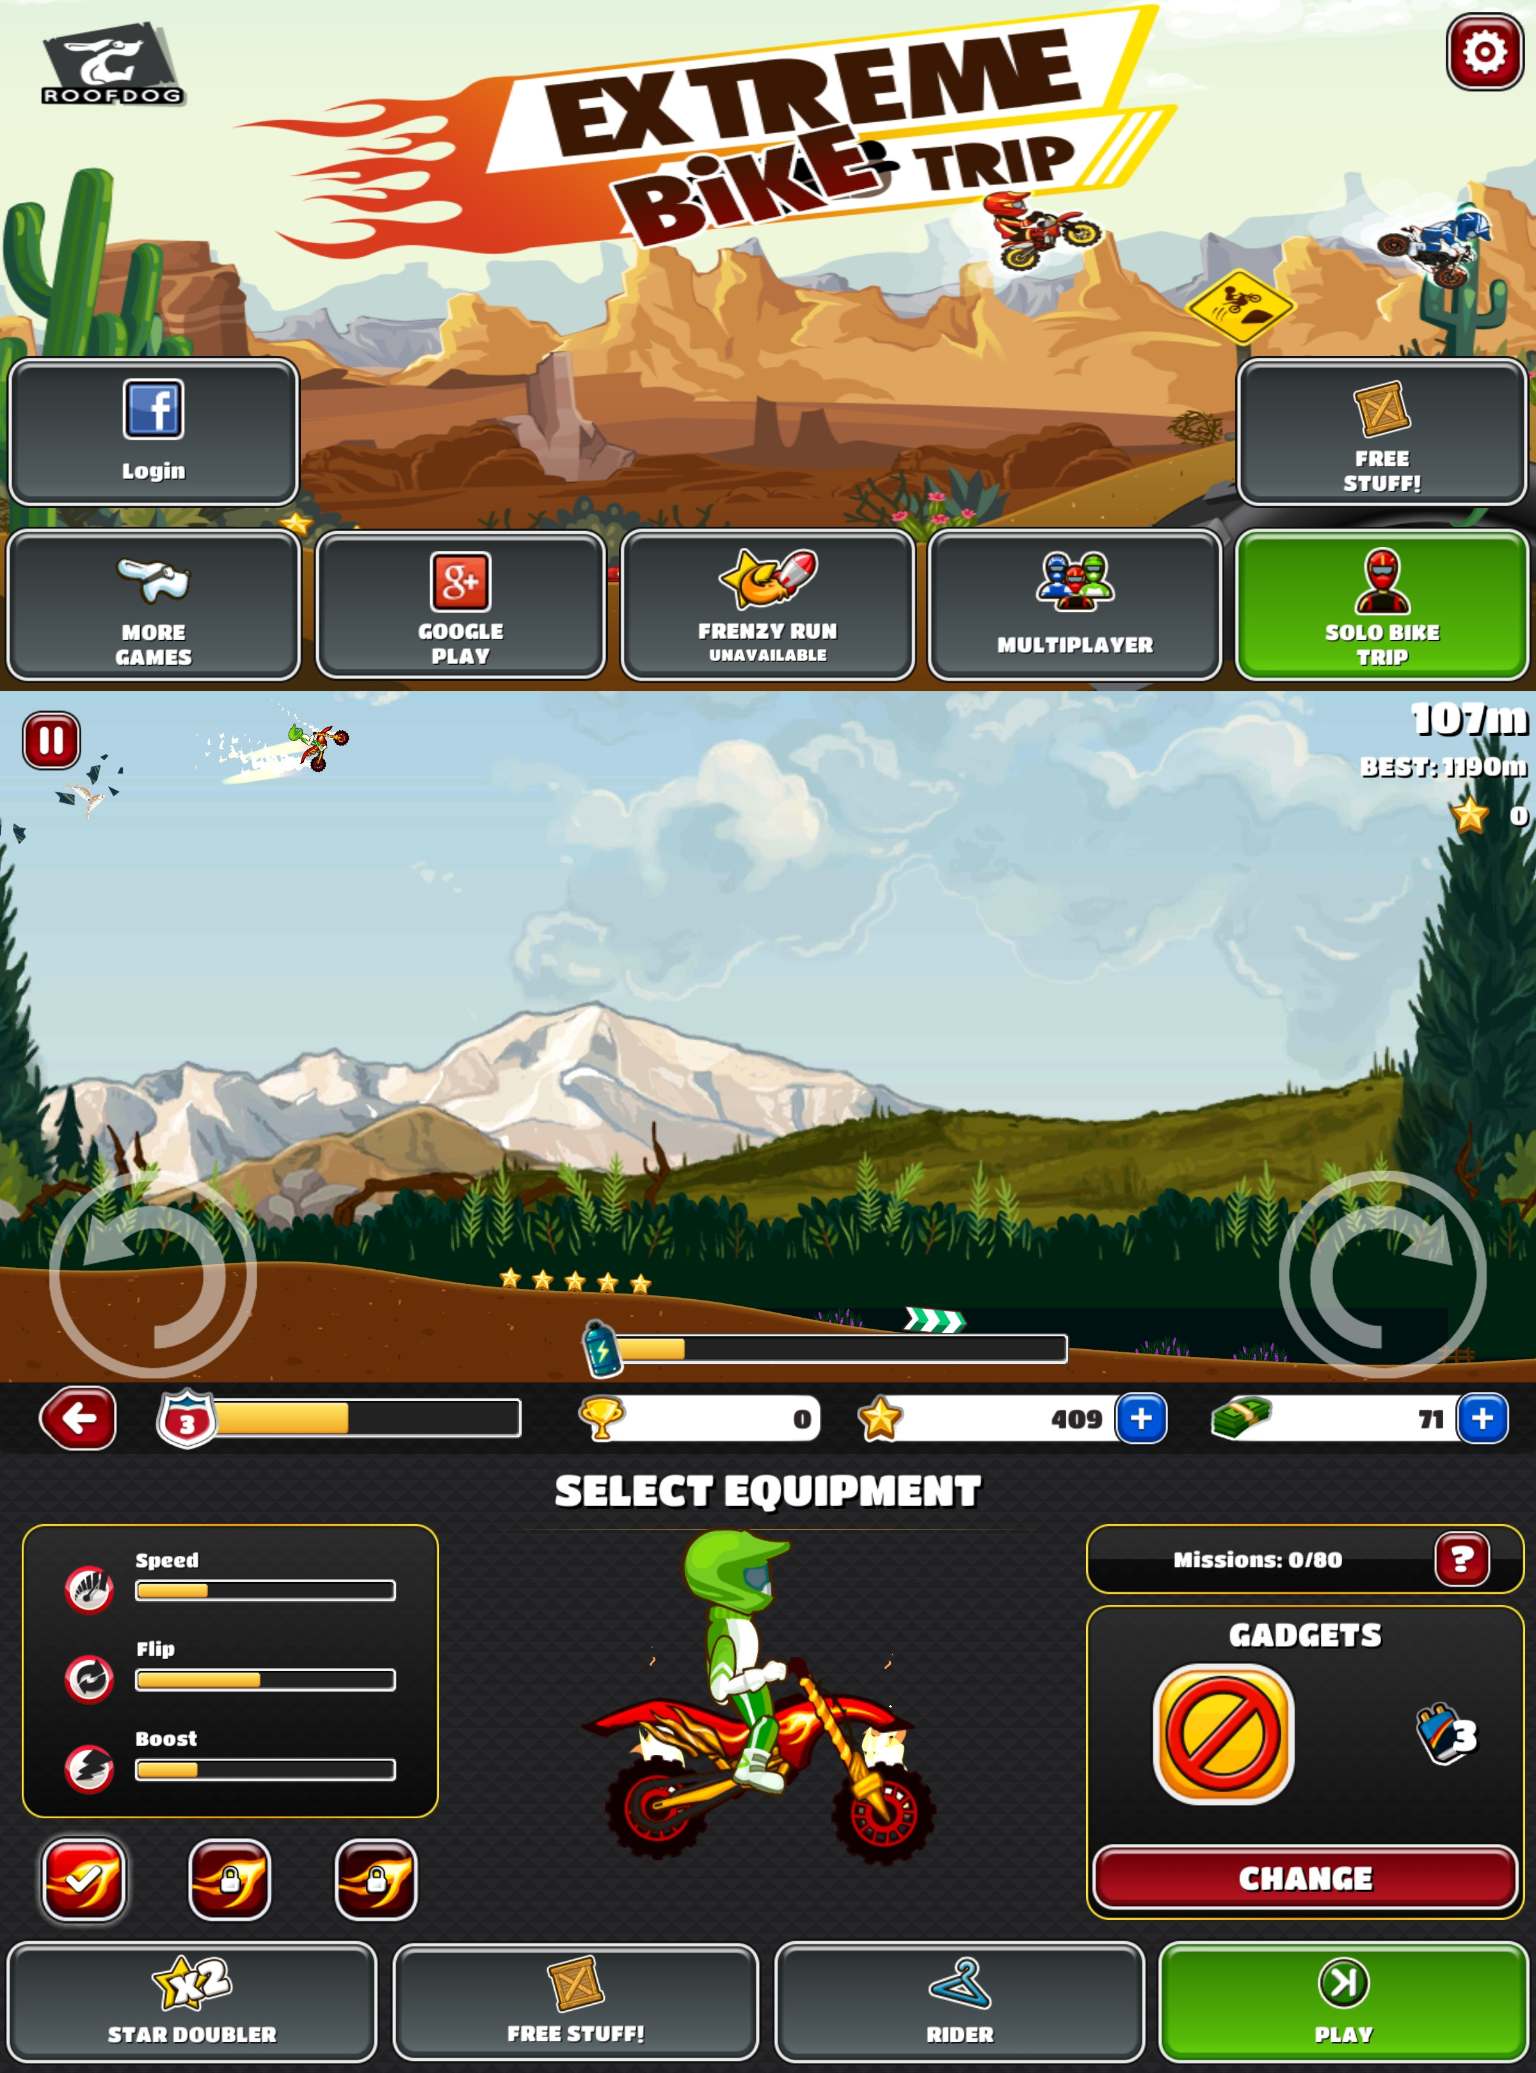 ROOFDOG
EXTREME
BiKE TRIP
Login
FREE
STUFF!
MORE
GAMES
g+
GOOGLE
PLAY
FRENZY RUN
UNAVAILABLE
MULTIPLAYER
SOLO BIKE
TRIP
107m
BEST: 1190m
0
3
0
409
71
SELECT EQUIPMENT
Speed
Flip
Boost
Missions: 0/80
?
GADGETS
3
CHANGE
x2
STAR DOUBLER
FREE STUFF!
RIDER
PLAY